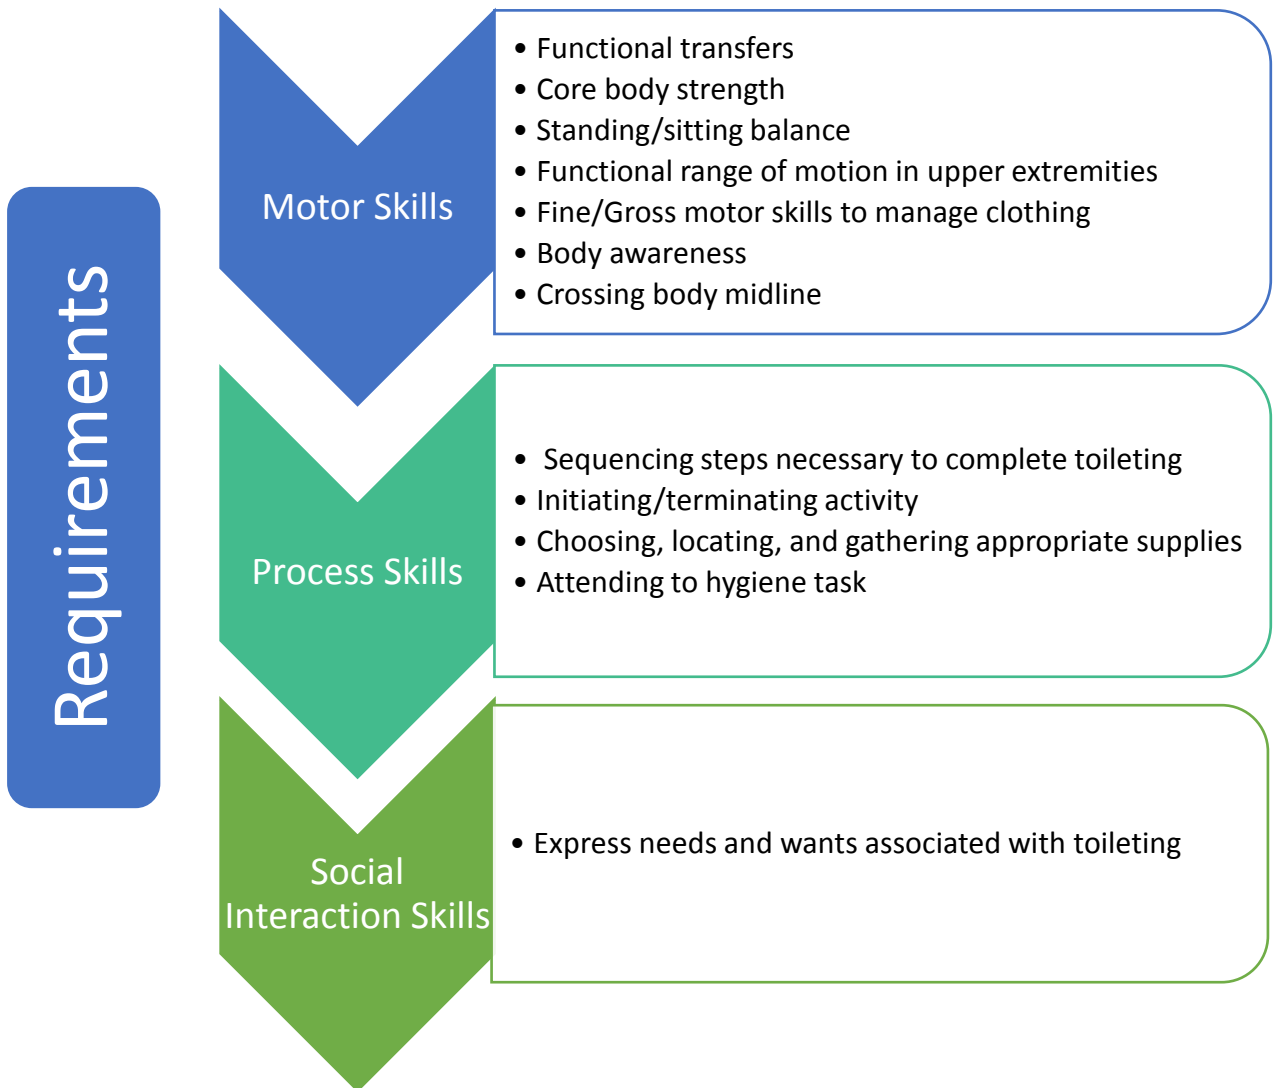 Requirements
Motor Skills
• Functional transfers
• Core body strength
• Standing/sitting balance
• Functional range of motion in upper extremities
• Fine/Gross motor skills to manage clothing
• Body awareness
• Crossing body midline
Process Skills
• Sequencing steps necessary to complete toileting
• Initiating/terminating activity
• Choosing, locating, and gathering appropriate supplies
• Attending to hygiene task
Social
Interaction Skills
• Express needs and wants associated with toileting